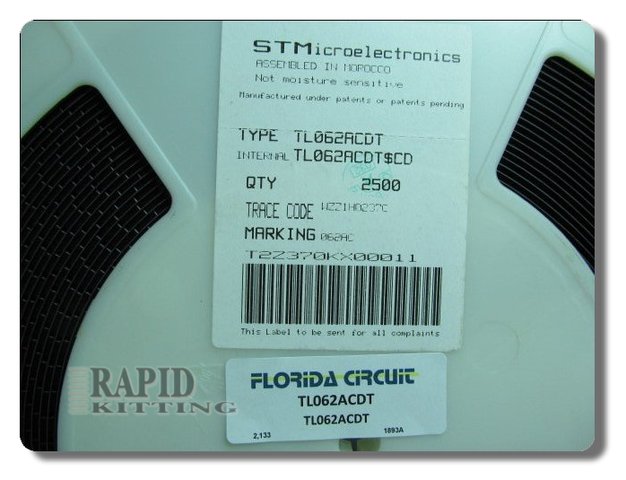 STMicroelectronics
ASSEMBLED IN MOROCCO
Not moisture sensitive
Manufactured under patents or patents pending
TYPE TL062ACDT
INTERNAL TL062ACDT$CD
QTY 2500
TRACE CODE WZZ1HD237C
MARKING 062AC
T2Z370KX00011
This Label to be sent for all complaints
FLORIDA CIRCUIT
TL062ACDT
TL062ACDT
2,133 1893A
RAPID
KITTING